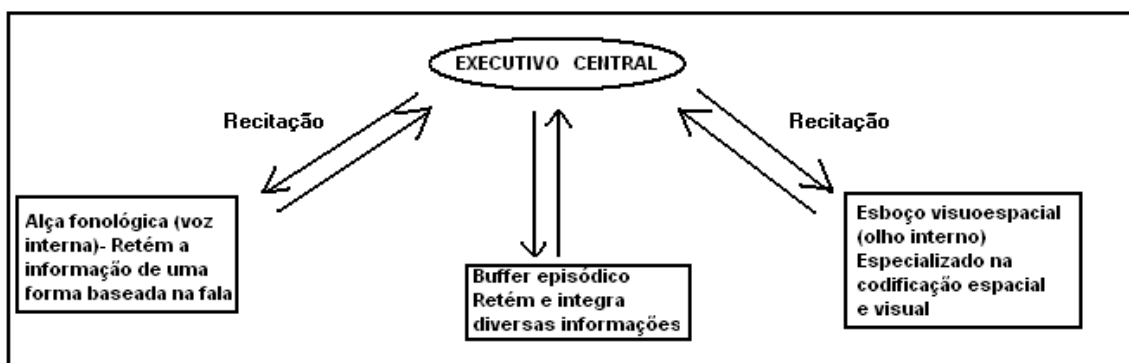 EXECUTIVO CENTRAL
Recitação
Recitação
Alça fonológica (voz
interna)- Retém a
informação de uma
forma baseada na fala
Buffer episódico
Retém e integra
diversas informações
Esboço visuoespacial
(olho interno)
Especializado na
codificação espacial
e visual